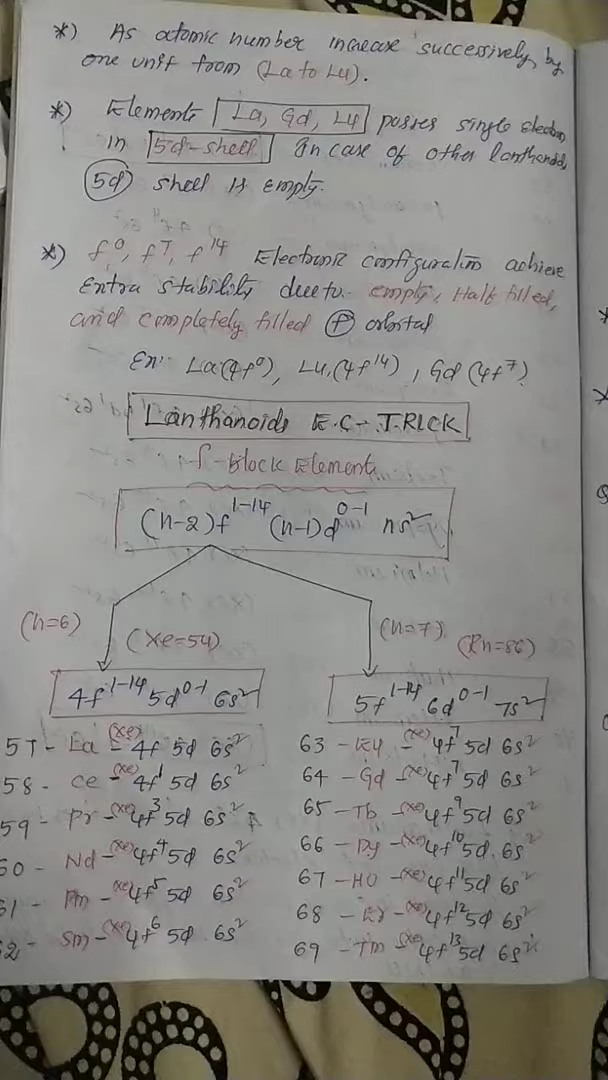 *) As atomic number increase successively by
one unit from (La to Lu).
*) Elements La, Gd, Lu posses single electron
in 5d-shell In case of other lanthanoids
5d shell is empty.
*) f⁰, f⁷, f¹⁴ Electronic configuration achieve
Extra stability due to empty, Half filled,
and completely filled f orbital
Ex:- La(4f⁰), Lu,(4f¹⁴), Gd (4f⁷)
Lanthanoids E.C - TRICK
f-Block Element
(n-2)f¹⁻¹⁴ (n-1)d⁰⁻¹ ns²
(n=6) (Xe=54)
(n=7) (Rn=86)
4f¹⁻¹⁴ 5d⁰⁻¹ 6s²
5f¹⁻¹⁴ 6d⁰⁻¹ 7s²
57 - La - (Xe) 4f 5d 6s²
58 - Ce - (Xe) 4f¹ 5d 6s²
59 - Pr - (Xe) 4f³ 5d 6s²
60 - Nd - (Xe) 4f⁴ 5d 6s²
61 - Pm - (Xe) 4f⁵ 5d 6s²
62 - Sm - (Xe) 4f⁶ 5d 6s²
63 - Eu - (Xe) 4f⁷ 5d 6s²
64 - Gd - (Xe) 4f⁷ 5d 6s²
65 - Tb - (Xe) 4f⁹ 5d 6s²
66 - Dy - (Xe) 4f¹⁰ 5d 6s²
67 - HO - (Xe) 4f¹¹ 5d 6s²
68 - Er - (Xe) 4f¹² 5d 6s²
69 - Tm - (Xe) 4f¹³ 5d 6s²